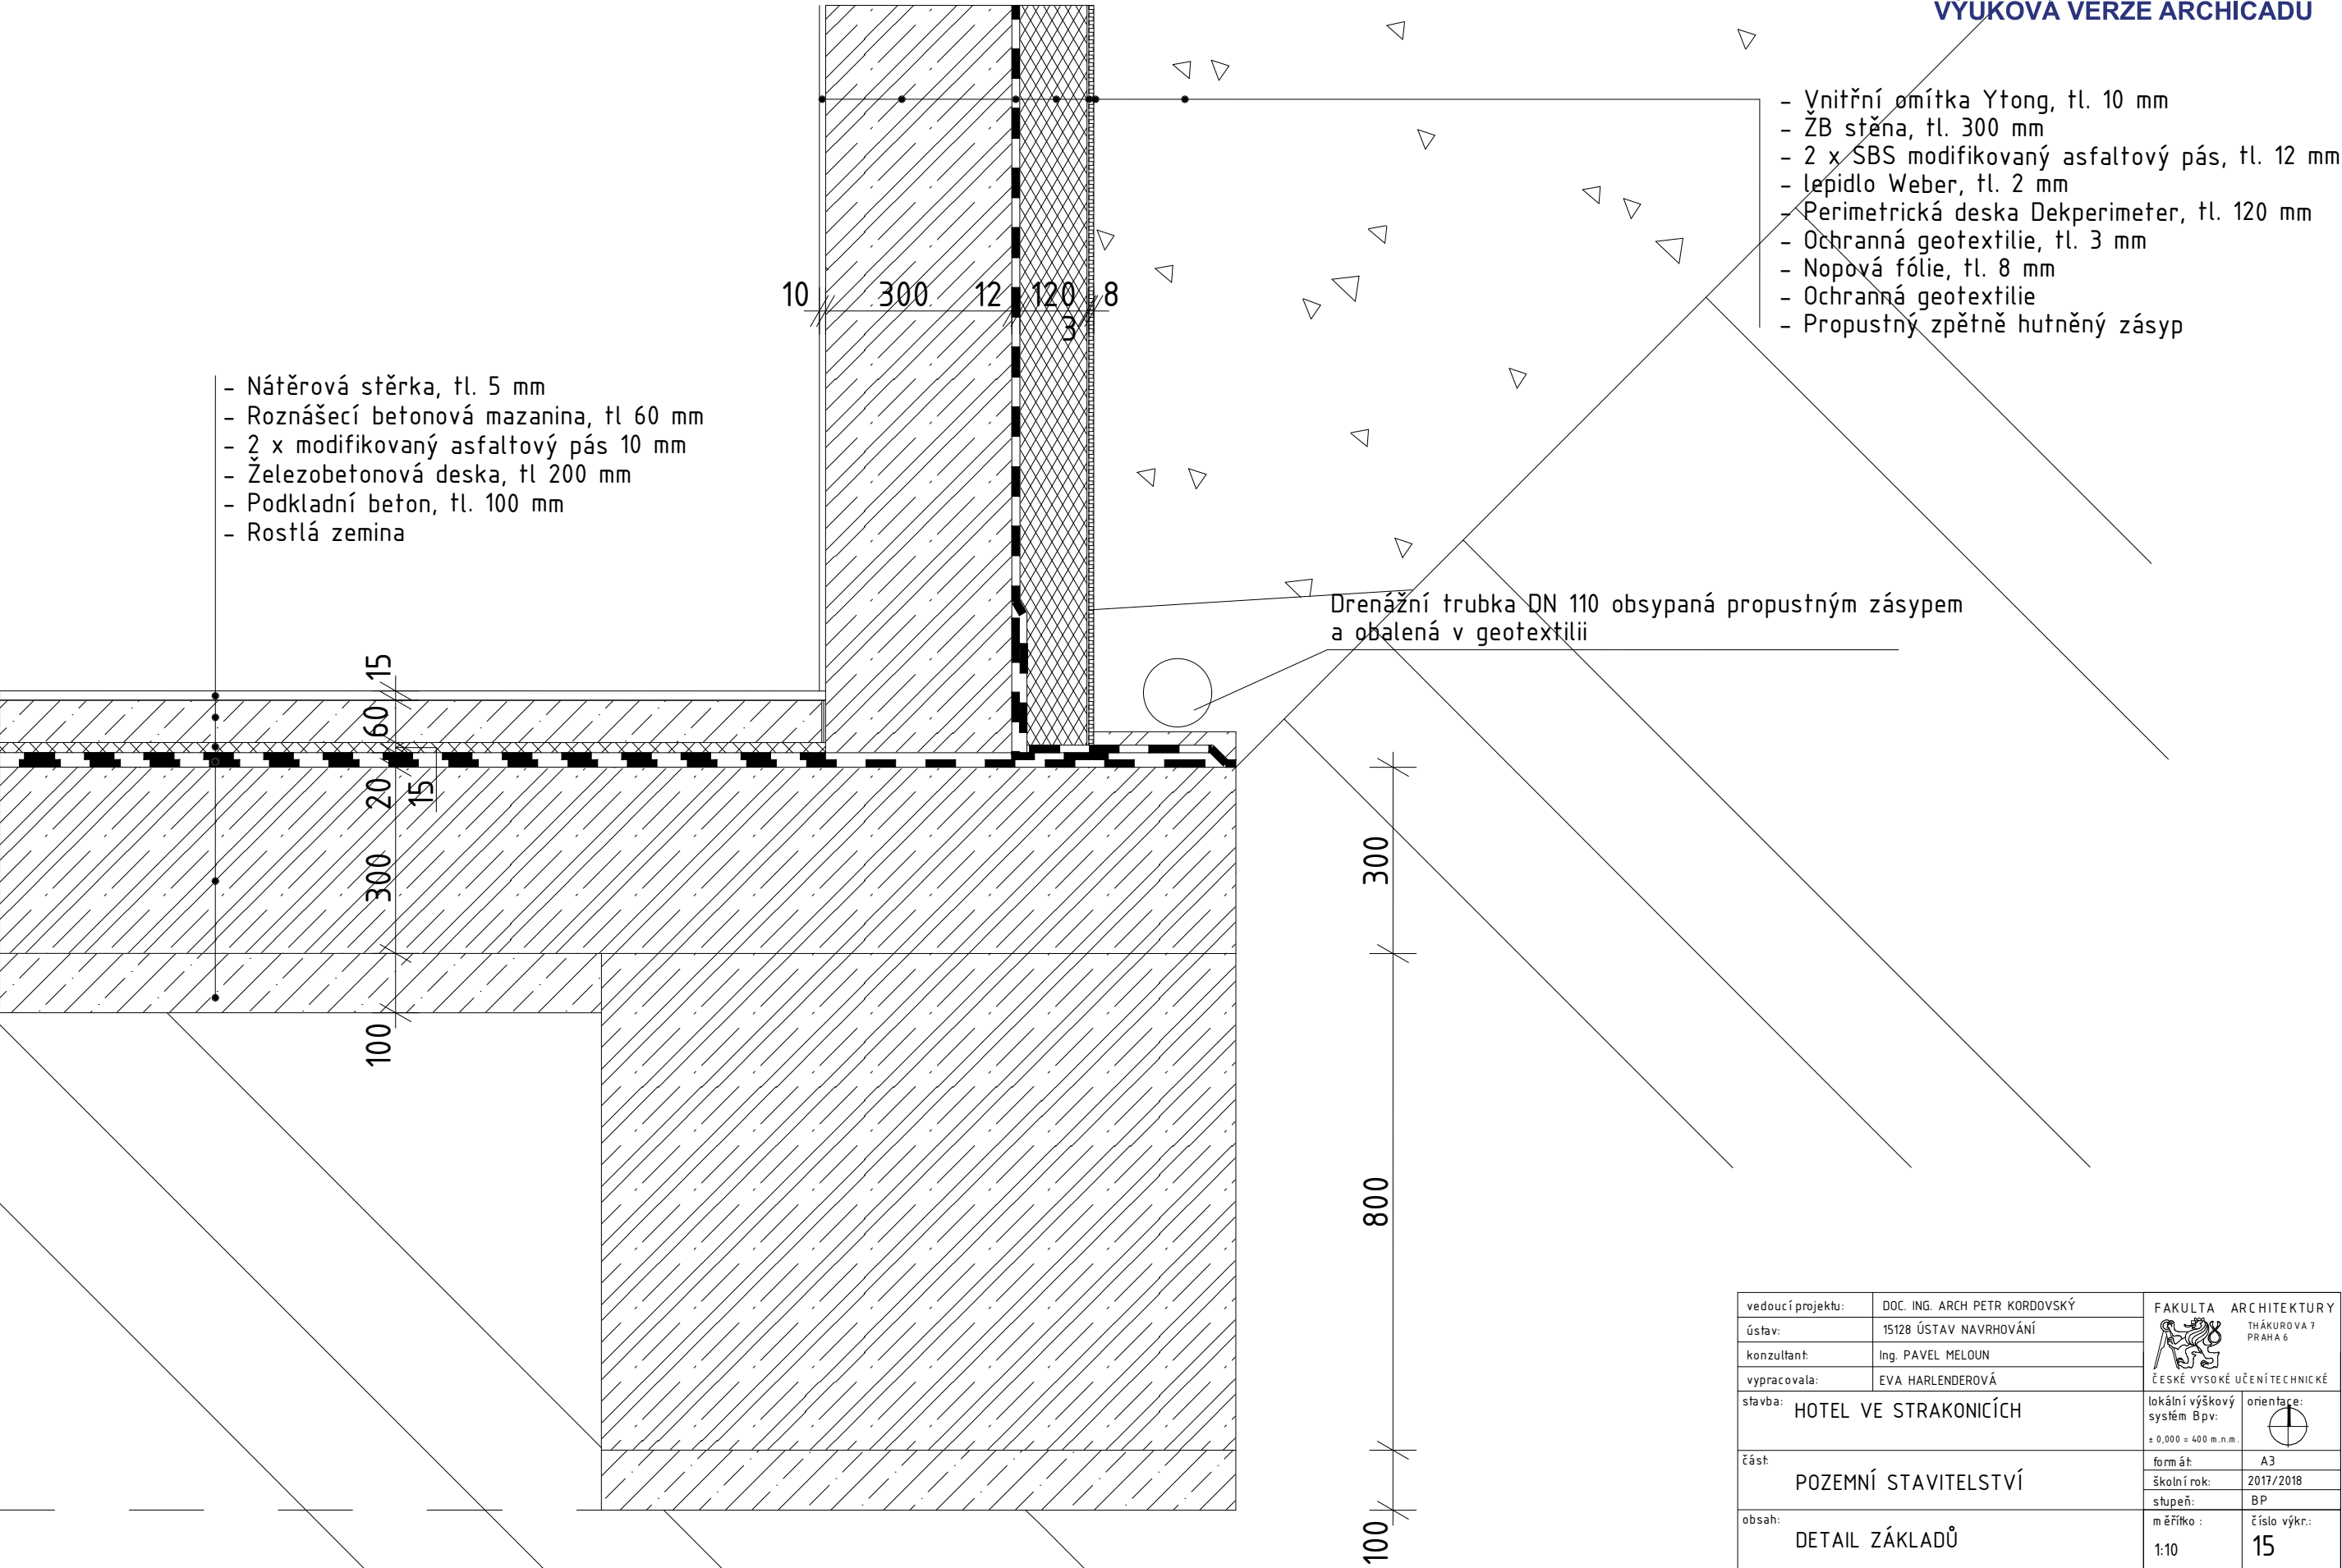 VÝUKOVÁ VERZE ARCHICADU
- Vnitřní omítka Ytong, tl. 10 mm
- ŽB stěna, tl. 300 mm
- 2 x SBS modifikovaný asfaltový pás, tl. 12 mm
- lepidlo Weber, tl. 2 mm
- Perimetrická deska Dekperimeter, tl. 120 mm
- Ochranná geotextilie, tl. 3 mm
- Nopová fólie, tl. 8 mm
- Ochranná geotextilie
- Propustný zpětně hutněný zásyp
10 300 12 120 8
3
- Nátěrová stěrka, tl. 5 mm
- Roznášecí betonová mazanina, tl 60 mm
- 2 x modifikovaný asfaltový pás 10 mm
- Železobetonová deska, tl 200 mm
- Podkladní beton, tl. 100 mm
- Rostlá zemina
Drenážní trubka DN 110 obsypaná propustným zásypem
a obalená v geotextilii
15
60
20
15
300
100
300
800
100
vedoucí projektu: DOC. ING. ARCH PETR KORDOVSKÝ
ústav: 15128 ÚSTAV NAVRHOVÁNÍ
konzultant: Ing. PAVEL MELOUN
vypracovala: EVA HARLENDEROVÁ
FAKULTA ARCHITEKTURY
THÁKUROVA 7
PRAHA 6
ČESKÉ VYSOKÉ UČENÍ TECHNICKÉ
stavba: HOTEL VE STRAKONICÍCH
lokální výškový
systém Bpv:
± 0,000 = 400 m.n.m.
orientace:
část: POZEMNÍ STAVITELSTVÍ
formát: A3
školní rok: 2017/2018
stupeň: BP
obsah: DETAIL ZÁKLADŮ
měřítko : 1:10
číslo výkr.: 15